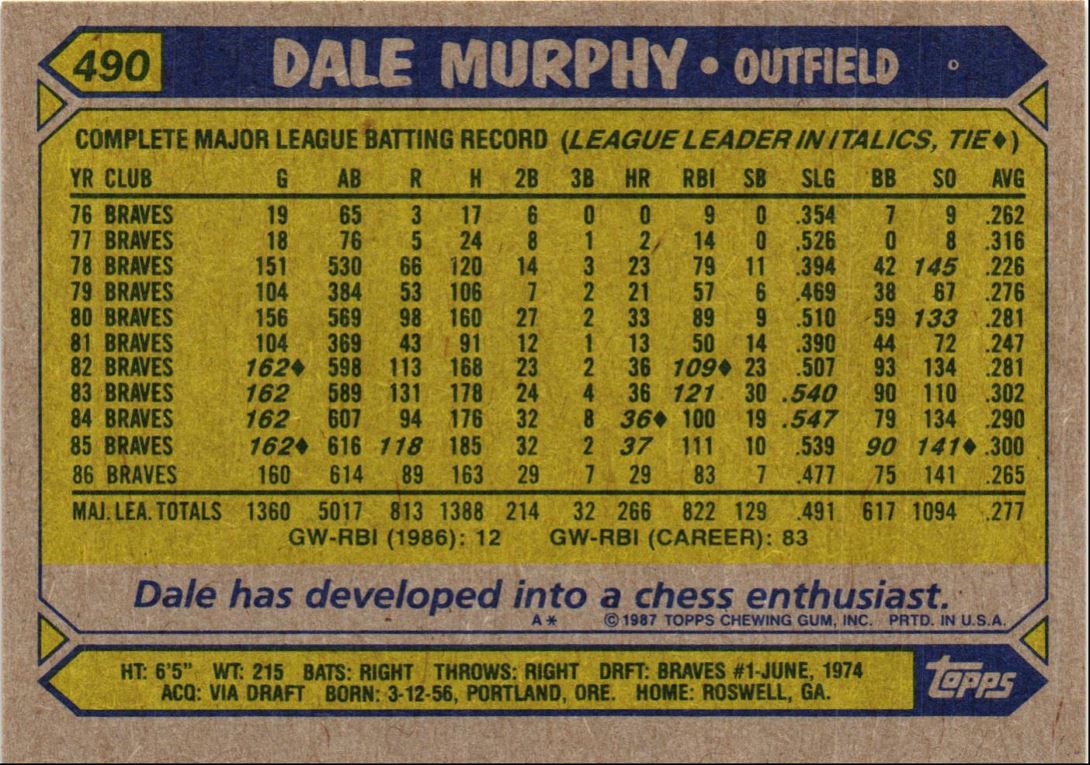 490 DALE MURPHY • OUTFIELD
COMPLETE MAJOR LEAGUE BATTING RECORD (LEAGUE LEADER IN ITALICS, TIE♦)
YR CLUB G AB R H 2B 3B HR RBI SB SLG BB SO AVG
76 BRAVES 19 65 3 17 6 0 0 9 0 .354 7 9 .262
77 BRAVES 18 76 5 24 8 1 2 14 0 .526 0 8 .316
78 BRAVES 151 530 66 120 14 3 23 79 11 .394 42 145 .226
79 BRAVES 104 384 53 106 7 2 21 57 6 .469 38 67 .276
80 BRAVES 156 569 98 160 27 2 33 89 9 .510 59 133 .281
81 BRAVES 104 369 43 91 12 1 13 50 14 .390 44 72 .247
82 BRAVES 162♦ 598 113 168 23 2 36 109♦ 23 .507 93 134 .281
83 BRAVES 162 589 131 178 24 4 36 121 30 .540 90 110 .302
84 BRAVES 162 607 94 176 32 8 36♦ 100 19 .547 79 134 .290
85 BRAVES 162♦ 616 118 185 32 2 37 111 10 .539 90 141♦ .300
86 BRAVES 160 614 89 163 29 7 29 83 7 .477 75 141 .265
MAJ. LEA. TOTALS 1360 5017 813 1388 214 32 266 822 129 .491 617 1094 .277
GW-RBI (1986): 12 GW-RBI (CAREER): 83
Dale has developed into a chess enthusiast.
A* ©1987 TOPPS CHEWING GUM, INC. PRTD. IN U.S.A.
HT: 6'5" WT: 215 BATS: RIGHT THROWS: RIGHT DRFT: BRAVES #1-JUNE, 1974
ACQ: VIA DRAFT BORN: 3-12-56, PORTLAND, ORE. HOME: ROSWELL, GA.
topps